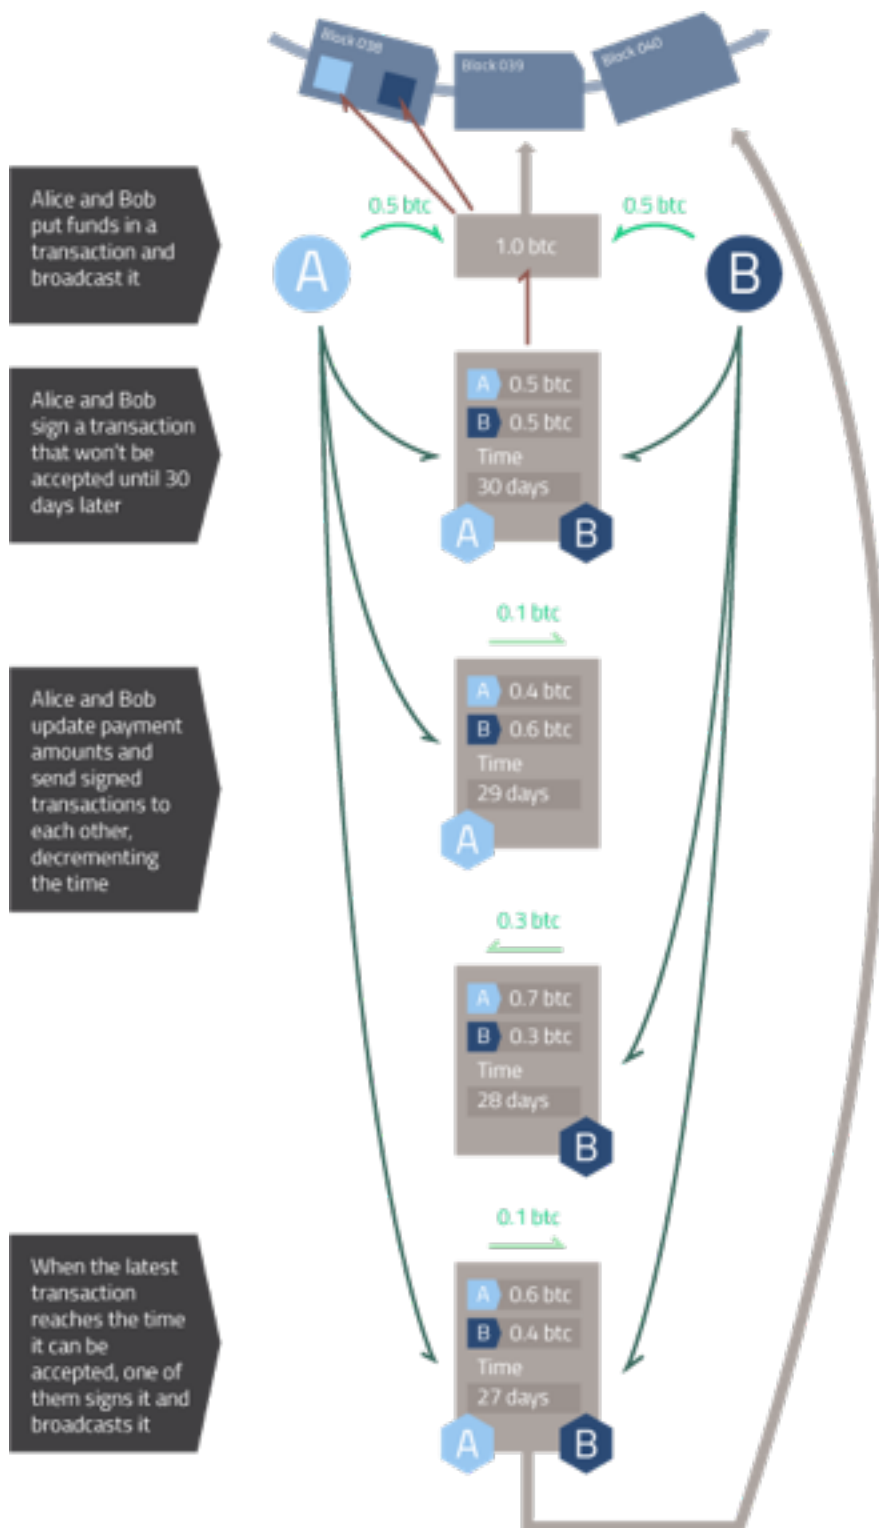 Block 038
Block 039
Block 040
Alice and Bob
put funds in a
transaction and
broadcast it
0.5 btc
0.5 btc
A
1.0 btc
B
Alice and Bob
sign a transaction
that won't be
accepted until 30
days later
A 0.5 btc
B 0.5 btc
Time
30 days
A
B
0.1 btc
Alice and Bob
update payment
amounts and
send signed
transactions to
each other,
decrementing
the time
A 0.4 btc
B 0.6 btc
Time
29 days
A
0.3 btc
A 0.7 btc
B 0.3 btc
Time
28 days
B
0.1 btc
When the latest
transaction
reaches the time
it can be
accepted, one of
them signs it and
broadcasts it
A 0.6 btc
B 0.4 btc
Time
27 days
A
B